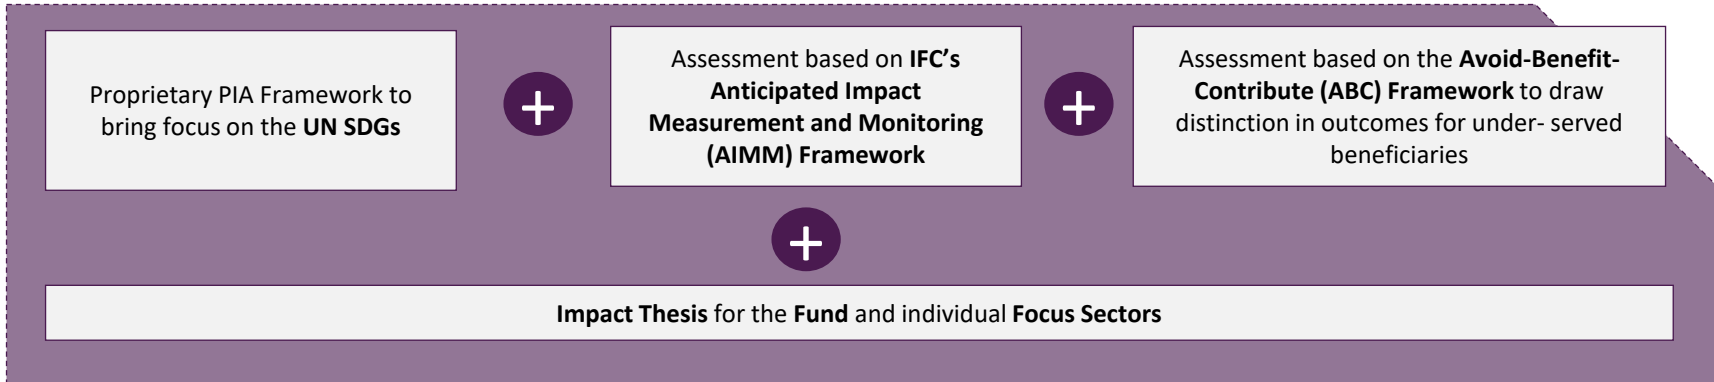 Proprietary PIA Framework to
bring focus on the UN SDGs
+
Assessment based on IFC’s
Anticipated Impact
Measurement and Monitoring
(AIMM) Framework
+
Assessment based on the Avoid-Benefit-
Contribute (ABC) Framework to draw
distinction in outcomes for under- served
beneficiaries
+
Impact Thesis for the Fund and individual Focus Sectors